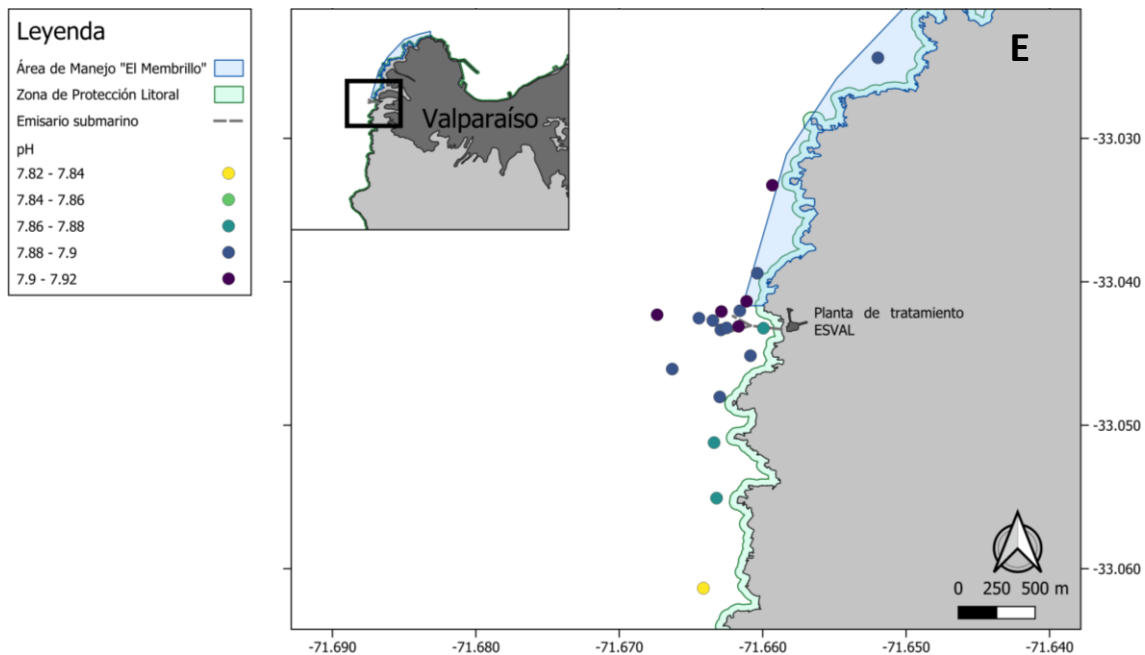 Leyenda
Área de Manejo "El Membrillo"
Zona de Protección Litoral
Emisario submarino
pH
7.82 - 7.84
7.84 - 7.86
7.86 - 7.88
7.88 - 7.9
7.9 - 7.92
Valparaíso
E
-33.030
-33.040
Planta de tratamiento
ESVAL
-33.050
-33.060
0 250 500 m
-71.690 -71.680 -71.670 -71.660 -71.650 -71.640